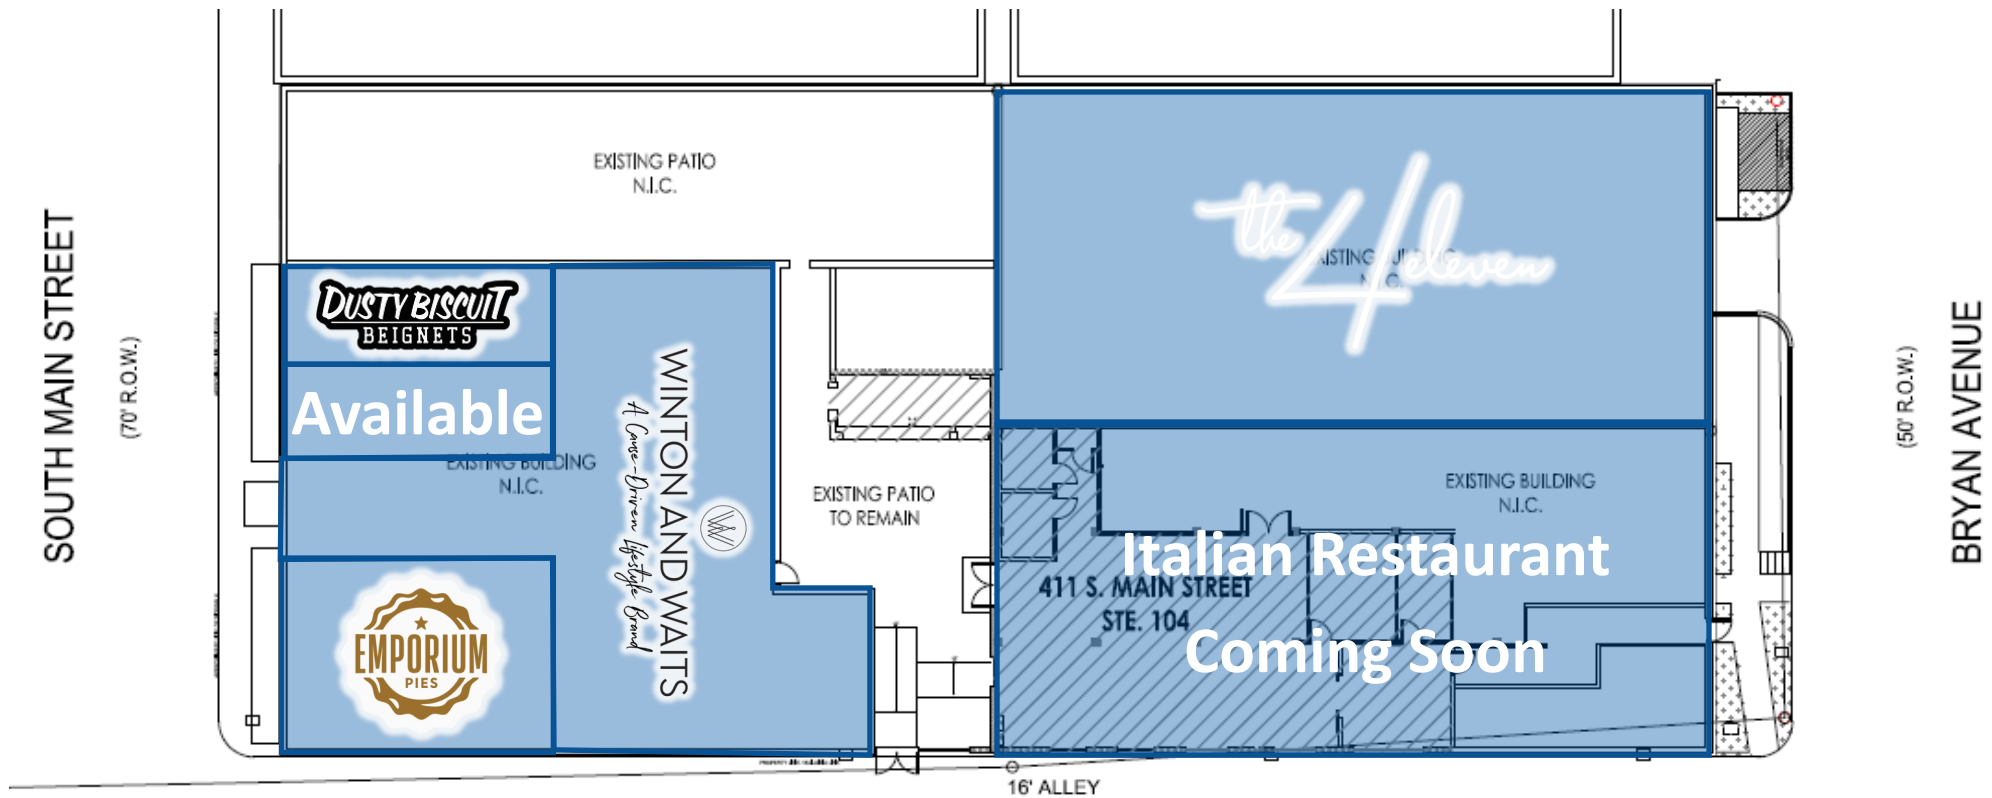 SOUTH MAIN STREET
(70' R.O.W.)
EXISTING PATIO
N.I.C.
DUSTY BISCUIT
BEIGNETS
Available
EXISTING BUILDING
N.I.C.
EMPORIUM
PIES
WINTON AND WAITS
A Cause-Driven Lifestyle Brand
W
EXISTING PATIO
TO REMAIN
the 4eleven
EXISTING BUILDING
N.I.C.
EXISTING BUILDING
N.I.C.
Italian Restaurant
Coming Soon
411 S. MAIN STREET
STE. 104
16' ALLEY
(50' R.O.W.)
BRYAN AVENUE